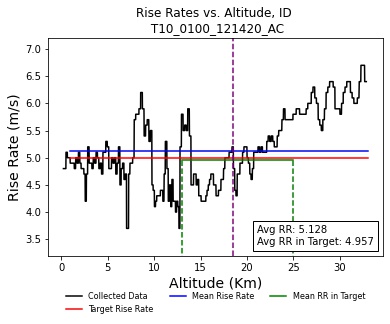 Rise Rates vs. Altitude, ID
T10_0100_121420_AC
Rise Rate (m/s)
7.0
6.5
6.0
5.5
5.0
4.5
4.0
3.5
Avg RR: 5.128
Avg RR in Target: 4.957
0 5 10 15 20 25 30
Altitude (Km)
Collected Data Mean Rise Rate Mean RR in Target
Target Rise Rate